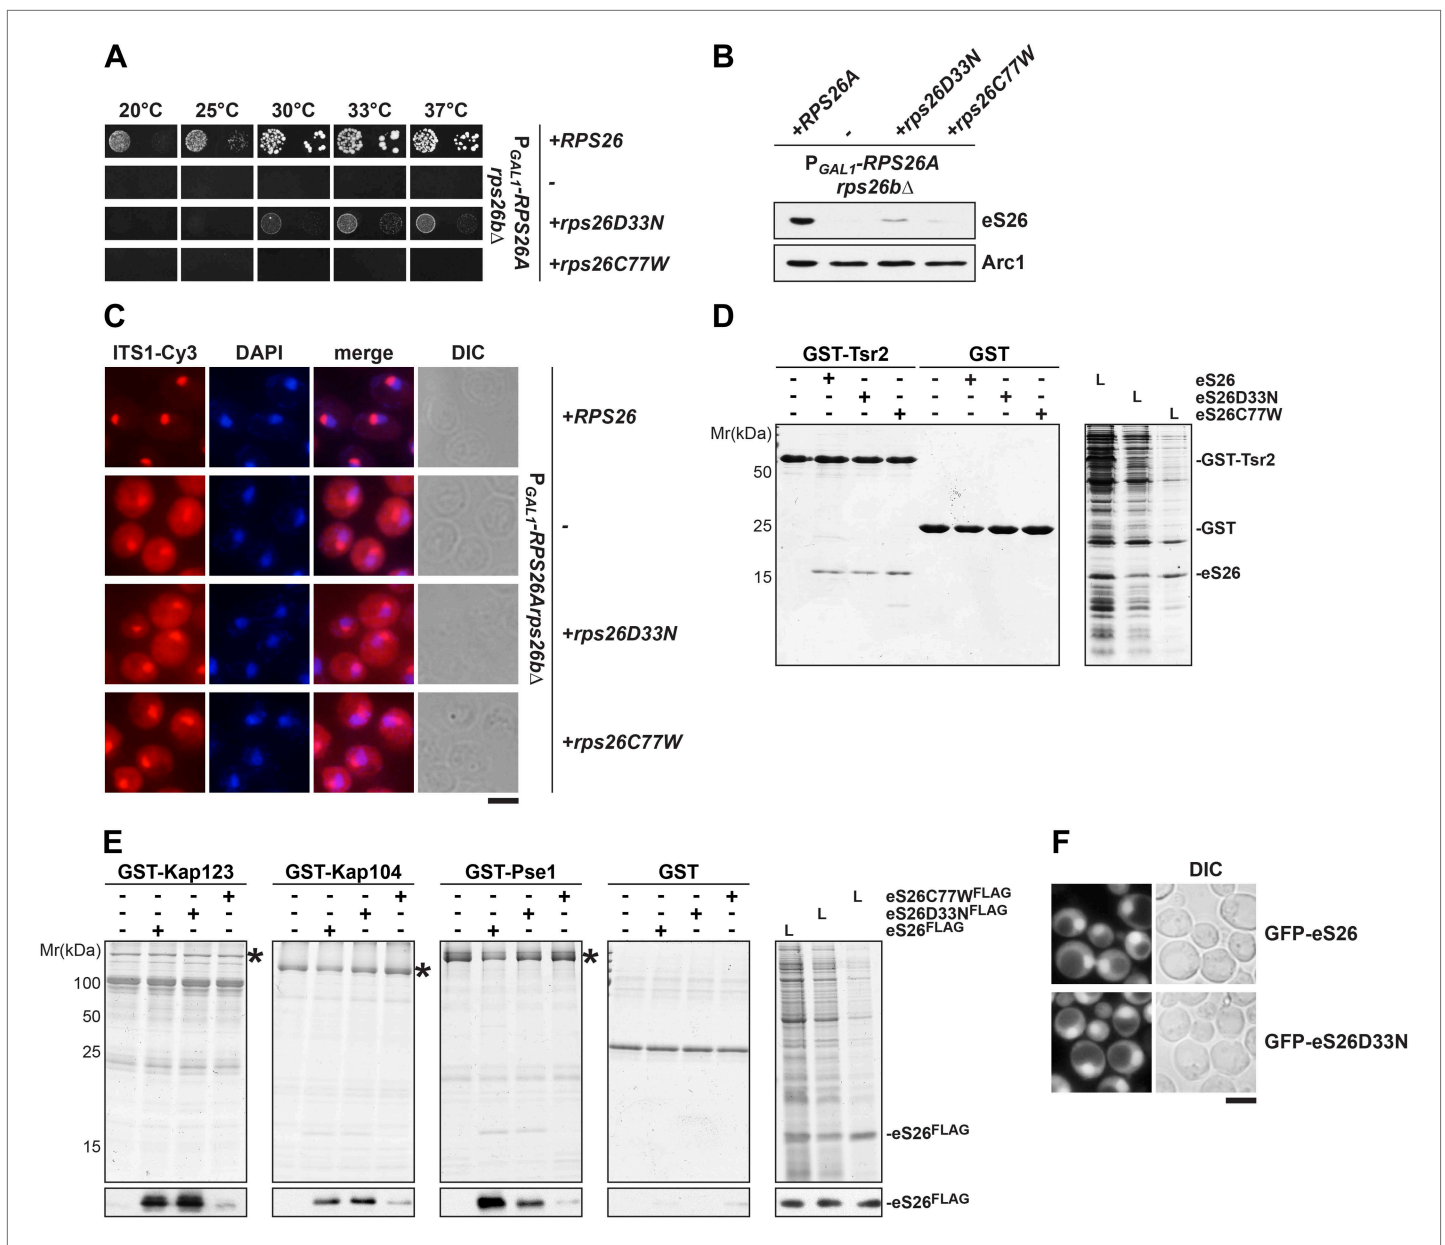 A
20°C 25°C 30°C 33°C 37°C
+RPS26
-
+rps26D33N
+rps26C77W
PGAL1-RPS26A
rps26bΔ
B
+RPS26A
-
+rps26D33N
+rps26C77W
PGAL1-RPS26A
rps26bΔ
eS26
Arc1
C
ITS1-Cy3 DAPI merge DIC
+RPS26
-
+rps26D33N
+rps26C77W
PGAL1-RPS26Arps26bΔ
D
GST-Tsr2 GST
- + - - - + - - L eS26
- - + - - - + - L eS26D33N
- - - + - - - + L eS26C77W
Mr(kDa)
50
25
15
-GST-Tsr2
-GST
-eS26
E
GST-Kap123 GST-Kap104 GST-Pse1 GST
- - - + - - - + - - - + - - - + L eS26C77WFLAG
- - + - - - + - - - + - - - + - L eS26D33NFLAG
- + - - - + - - - + - - - + - - L eS26FLAG
Mr(kDa)
* * *
100
50
25
15
-eS26FLAG
-eS26FLAG
F
DIC
GFP-eS26
GFP-eS26D33N